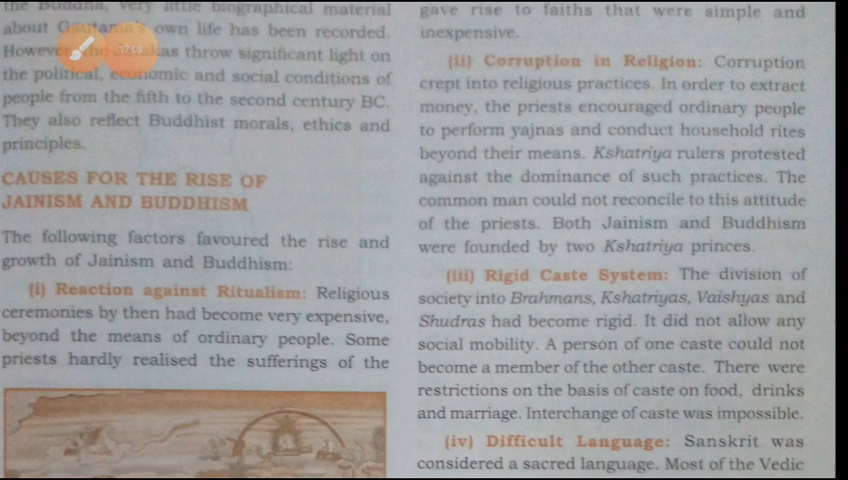 the Buddha, very little biographical material
about Gautama's own life has been recorded.
However, the akas throw significant light on
17:09
the political, economic and social conditions of
people from the fifth to the second century BC.
They also reflect Buddhist morals, ethics and
principles.
CAUSES FOR THE RISE OF
JAINISM AND BUDDHISM
The following factors favoured the rise and
growth of Jainism and Buddhism:
(i) Reaction against Ritualism: Religious
ceremonies by then had become very expensive,
beyond the means of ordinary people. Some
priests hardly realised the sufferings of the
gave rise to faiths that were simple and
inexpensive.
(ii) Corruption in Religion: Corruption
crept into religious practices. In order to extract
money, the priests encouraged ordinary people
to perform yajnas and conduct household rites
beyond their means. Kshatriya rulers protested
against the dominance of such practices. The
common man could not reconcile to this attitude
of the priests. Both Jainism and Buddhism
were founded by two Kshatriya princes.
(iii) Rigid Caste System: The division of
society into Brahmans, Kshatriyas, Vaishyas and
Shudras had become rigid. It did not allow any
social mobility. A person of one caste could not
become a member of the other caste. There were
restrictions on the basis of caste on food, drinks
and marriage. Interchange of caste was impossible.
(iv) Difficult Language: Sanskrit was
considered a sacred language. Most of the Vedic